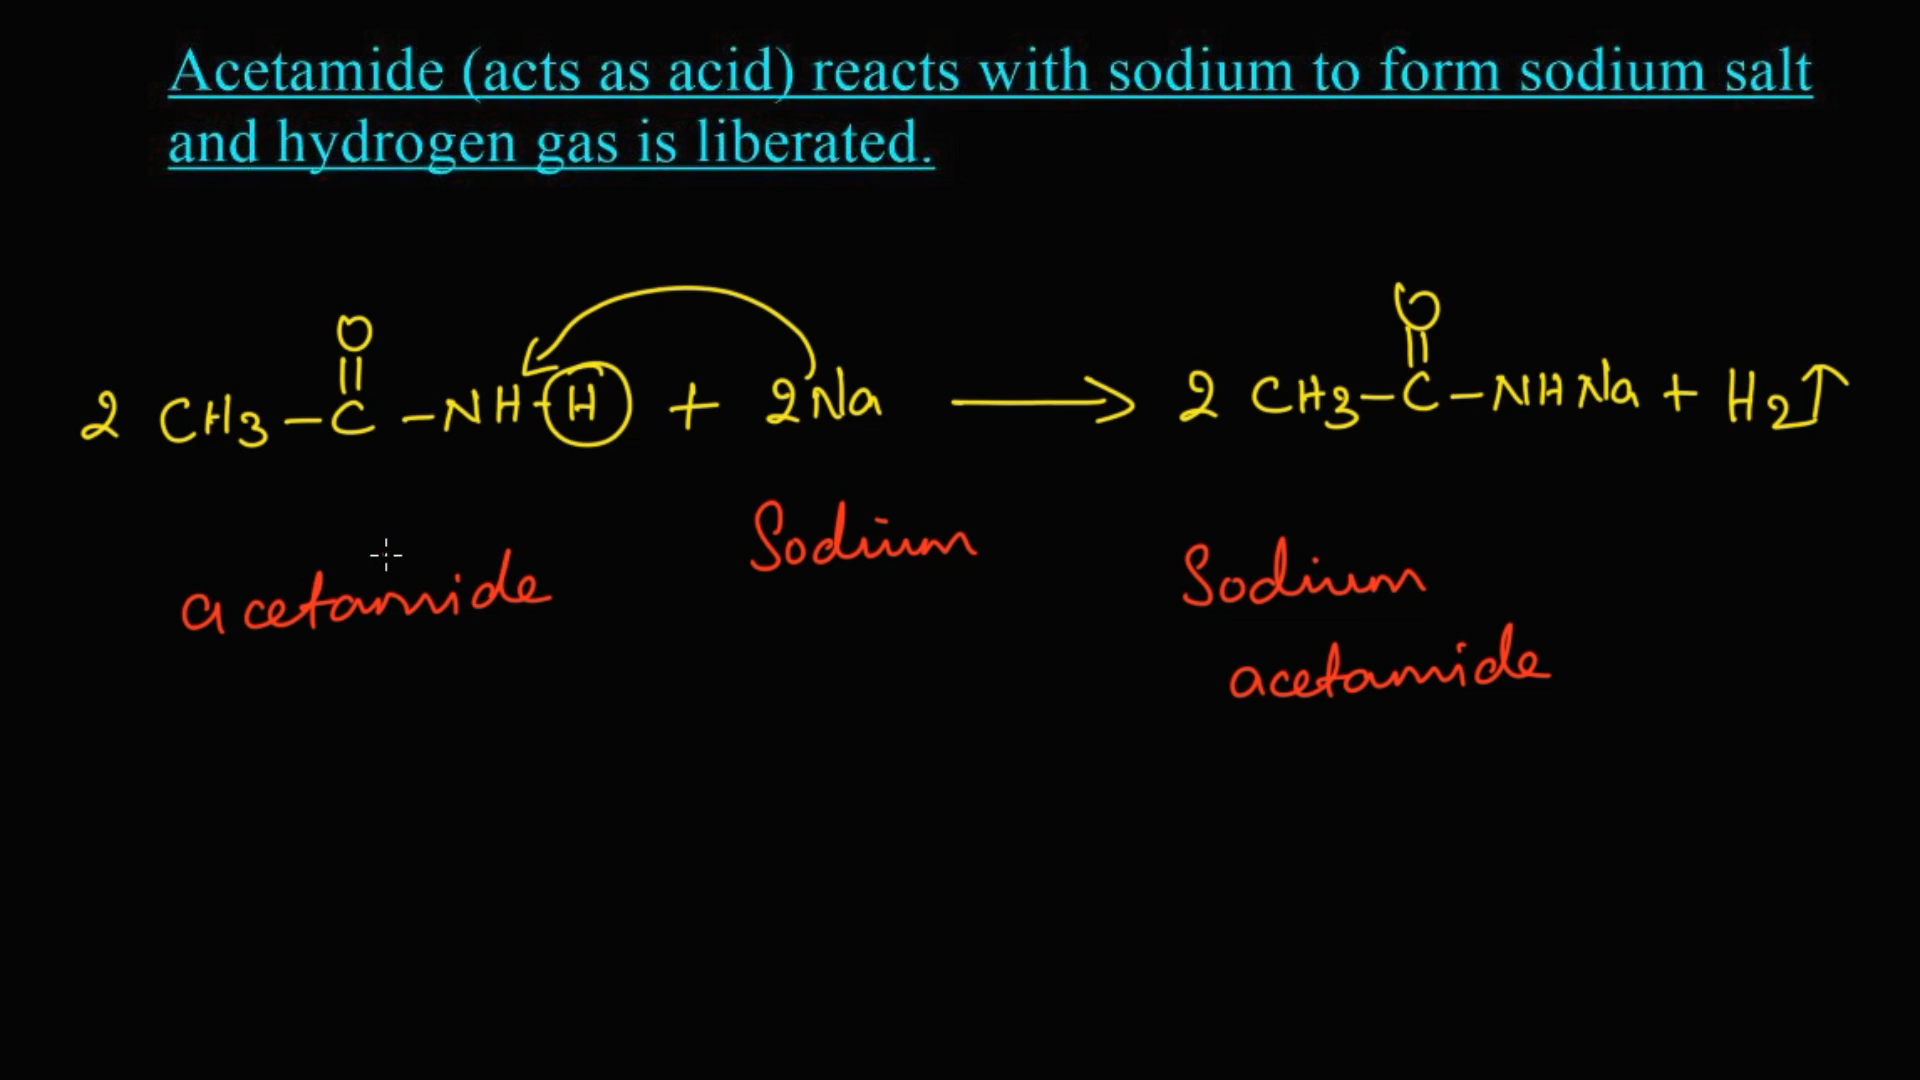 Acetamide (acts as acid) reacts with sodium to form sodium salt
and hydrogen gas is liberated.
O O
|| ||
2 CH3-C-NH-H + 2Na ⟶ 2 CH3-C-NHNa + H2↑
acetamide Sodium Sodium
acetamide